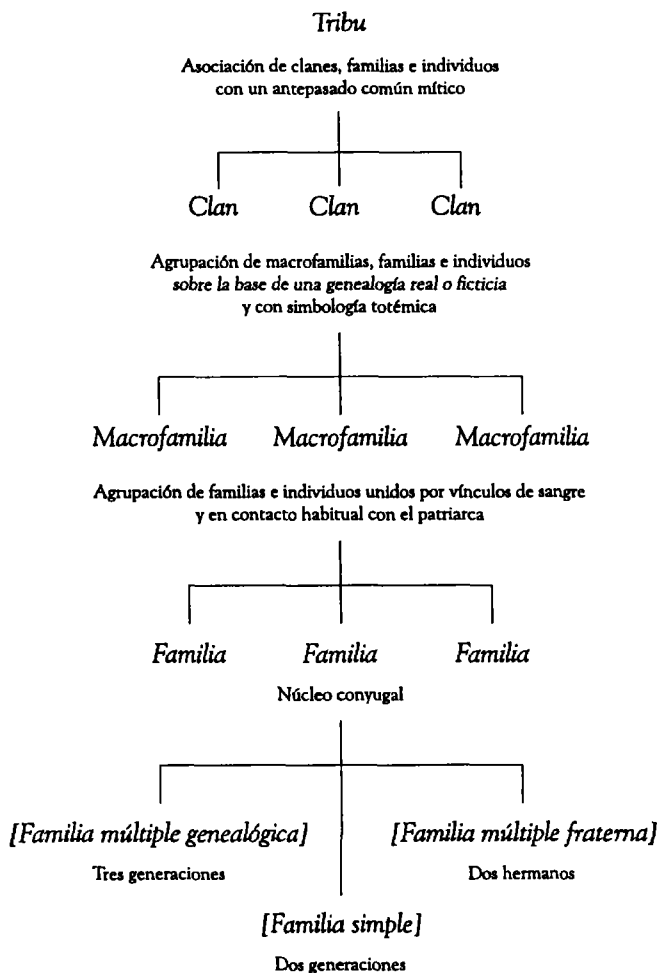 Tribu
Asociación de clanes, familias e individuos
con un antepasado común mítico
Clan Clan Clan
Agrupación de macrofamilias, familias e individuos
sobre la base de una genealogía real o ficticia
y con simbología totémica
Macrofamilia Macrofamilia Macrofamilia
Agrupación de familias e individuos unidos por vínculos de sangre
y en contacto habitual con el patriarca
Familia Familia Familia
Núcleo conyugal
[Familia múltiple genealógica] [Familia múltiple fraterna]
Tres generaciones Dos hermanos
[Familia simple]
Dos generaciones